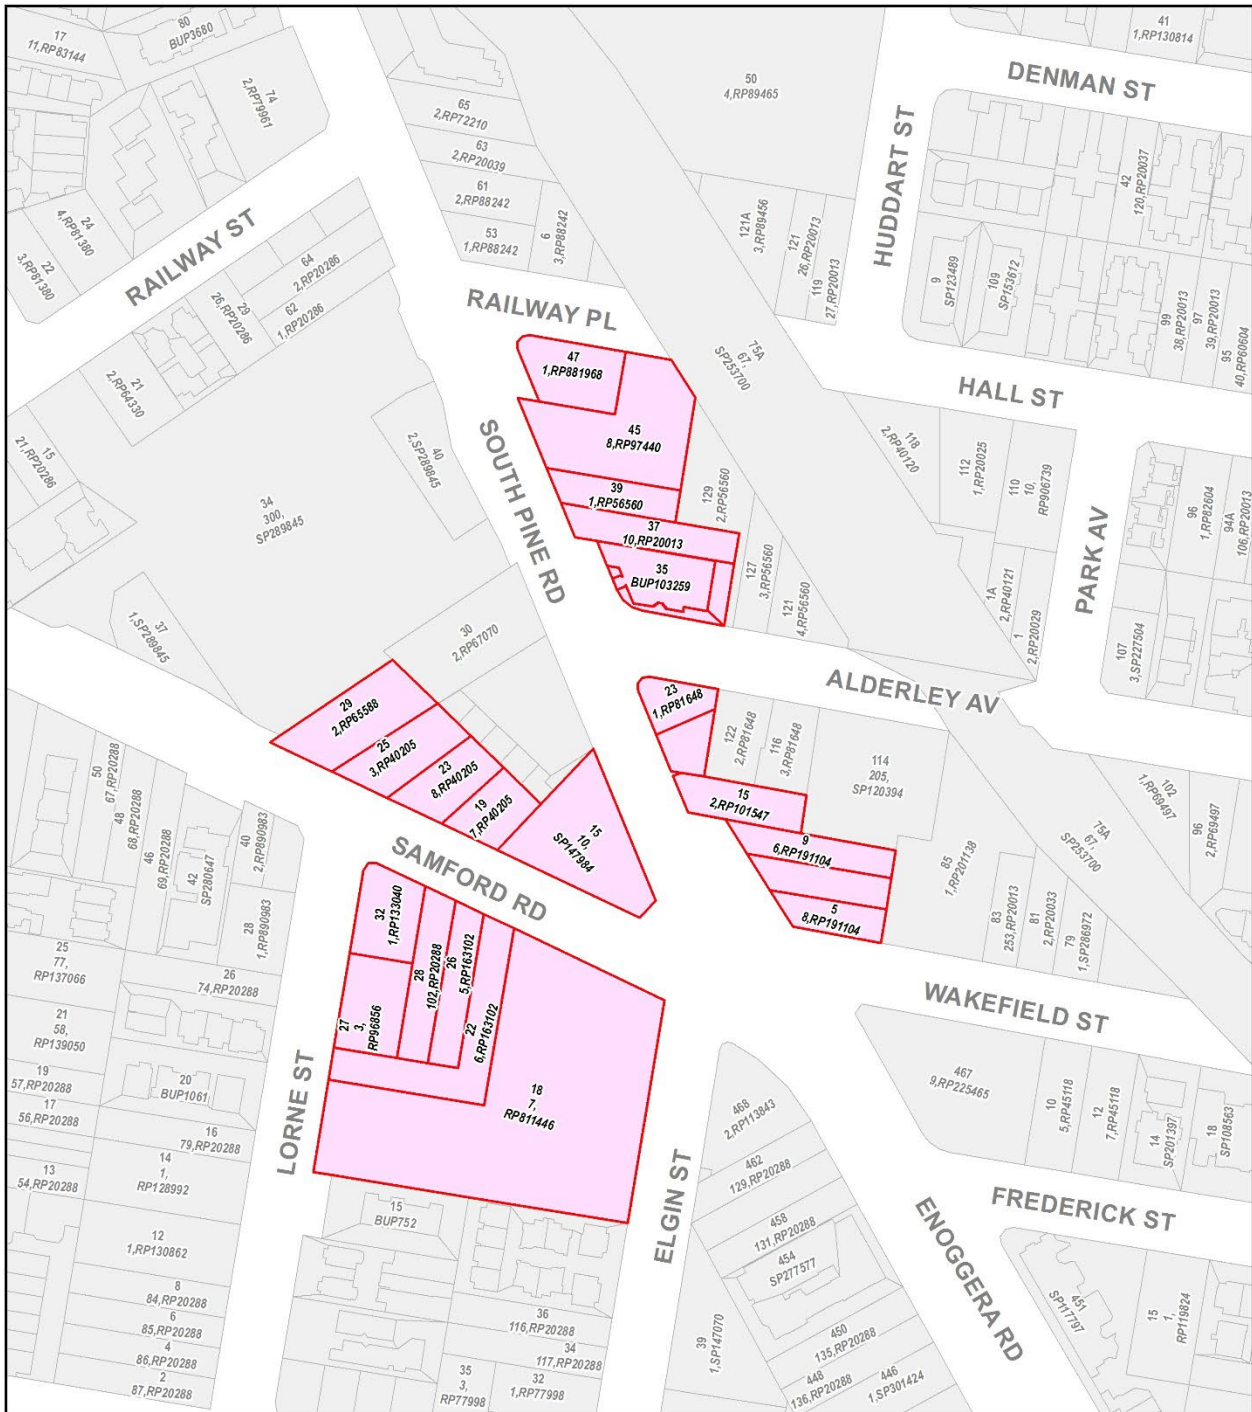 17
11,RP83144
80
BUP3680
74
2,RP79961
65
2,RP72210
63
2,RP20039
61
2,RP88242
53
1,RP88242
6
3,RP88242
50
4,RP89465
41
1,RP130814
DENMAN ST
HUDDART ST
42
120,RP20037
121A
3,RP89456
121
26,RP20013
119
27,RP20013
9
SP123489
109
SP153612
99
38,RP20013
97
39,RP20013
95
40,RP60604
24
4,RP81380
22
3,RP81380
RAILWAY ST
64
2,RP20286
29
26,RP20286
62
1,RP20286
21
2,RP64330
15
21,RP20286
RAILWAY PL
47
1,RP881968
45
8,RP97440
39
1,RP56560
37
10,RP20013
35
BUP103259
75A
67,
SP253700
HALL ST
118
2,RP40120
112
1,RP20025
110
10,
RP906739
96
1,RP82604
94A
106,RP20013
PARK AV
40
2,SP289845
34
300,
SP289845
SOUTH PINE RD
129
2,RP56560
127
3,RP56560
121
4,RP56560
1A
2,RP40121
1
2,RP20029
107
3,SP227504
37
1,SP289845
30
2,RP67070
29
2,RP65588
25
3,RP40205
23
8,RP40205
19
7,RP40205
15
10,
SP147984
ALDERLEY AV
23
1,RP81648
122
2,RP81648
116
3,RP81648
114
205,
SP120394
15
2,RP101547
9
6,RP191104
5
8,RP191104
85
1,RP201138
83
253,RP20013
81
2,RP20033
79
1,SP286972
75A
67,
SP253700
102
1,RP69497
96
2,RP69497
50
67,RP20288
48
68,RP20288
46
69,RP20288
42
SP280647
40
2,RP890983
28
1,RP890983
SAMFORD RD
32
1,RP133040
28
102,RP20288
26
5,RP163102
22
6,RP163102
27
3,
RP96856
18
7,
RP811446
25
77,
RP137066
26
74,RP20288
21
58,
RP139050
19
57,RP20288
20
BUP1061
17
56,RP20288
16
79,RP20288
14
1,
RP128992
13
54,RP20288
12
1,RP130862
8
84,RP20288
6
85,RP20288
4
86,RP20288
2
87,RP20288
LORNE ST
15
BUP752
36
116,RP20288
34
117,RP20288
35
3,
RP77998
32
1,RP77998
ELGIN ST
WAKEFIELD ST
467
9,RP225465
10
5,RP45118
12
7,RP45118
14
SP201397
18
SP108563
468
2,RP113843
462
129,RP20288
458
131,RP20288
454
SP277577
450
135,RP20288
448
136,RP20288
446
1,SP301424
39
1,SP147070
ENOGGERA RD
FREDERICK ST
451
SP117797
15
1,
RP119824